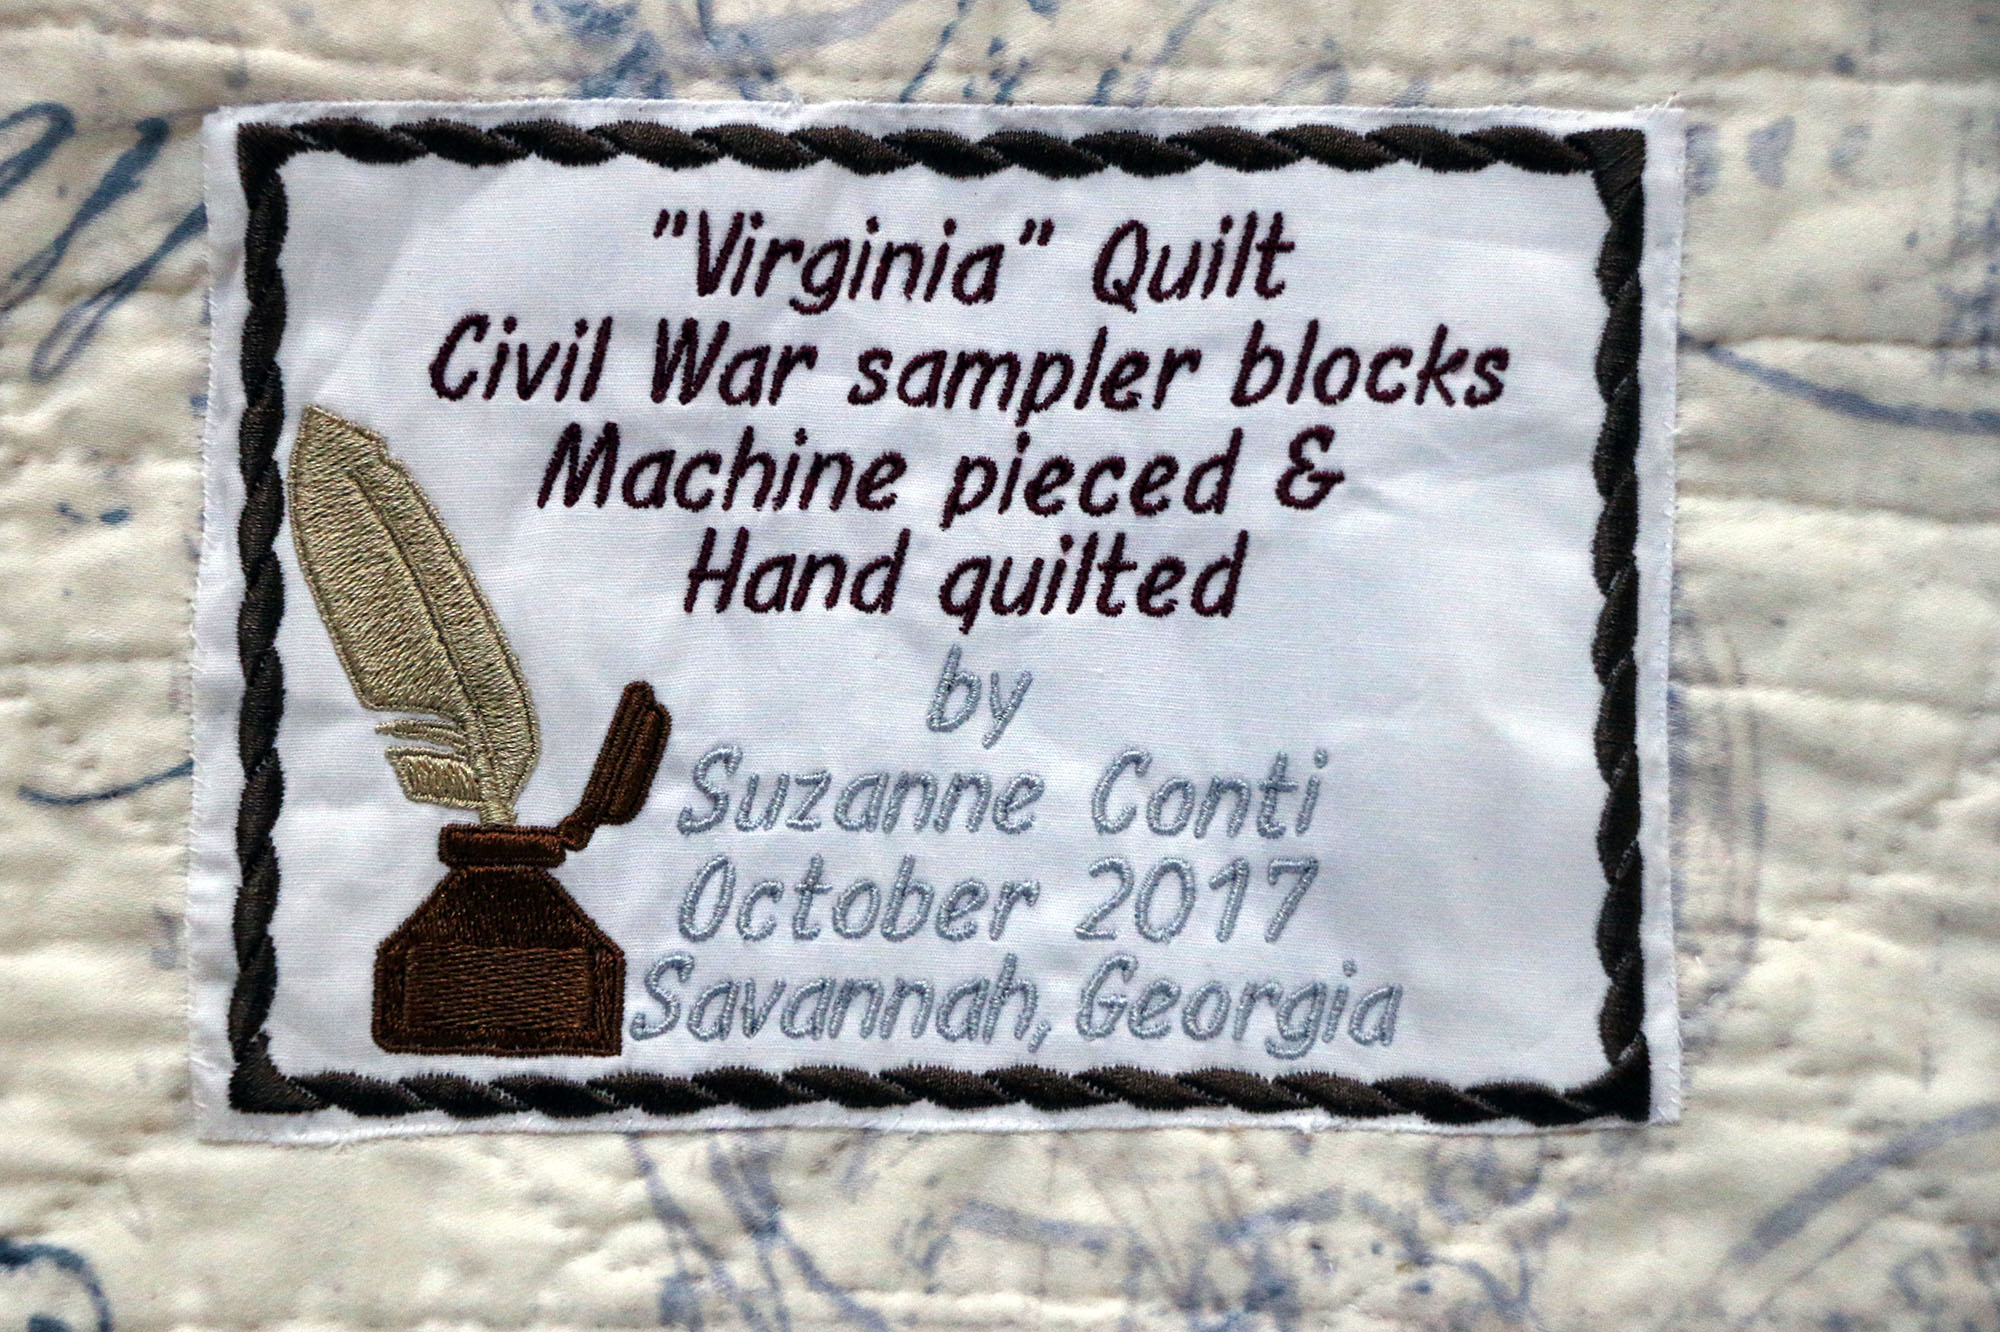 "Virginia" Quilt
Civil War sampler blocks
Machine pieced &
Hand quilted
by
Suzanne Conti
October 2017
Savannah, Georgia